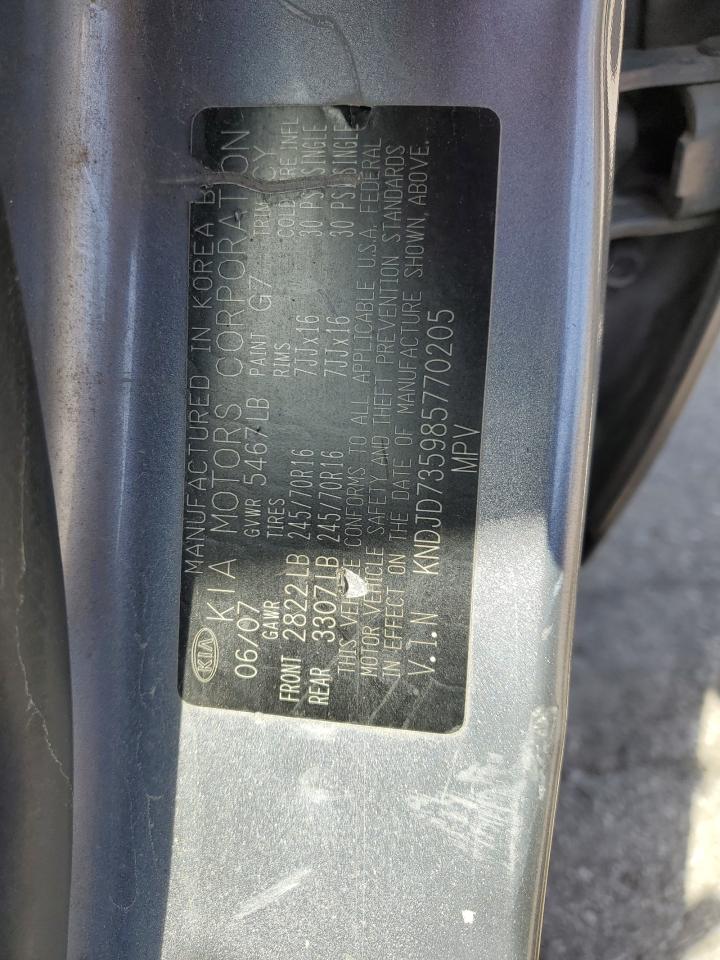 MANUFACTURED IN KOREA BY
KIA
KIA MOTORS CORPORATION
06/07 GVWR 5467LB PAINT G7 TRIM CY
GAWR TIRES RIMS COLD TIRE INFL
FRONT 2822LB 245/70R16 7JJx16 30 PSI SINGLE
REAR 3307LB 245/70R16 7JJx16 30 PSI SINGLE
THIS VEHICLE CONFORMS TO ALL APPLICABLE U.S.A. FEDERAL
MOTOR VEHICLE SAFETY AND THEFT PREVENTION STANDARDS
IN EFFECT ON THE DATE OF MANUFACTURE SHOWN ABOVE.
V.I.N KNDJD735985770205
MPV